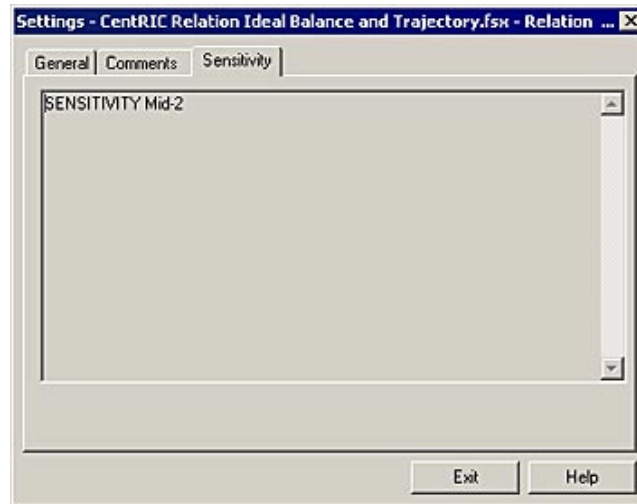 Settings - CentRIC Relation Ideal Balance and Trajectory.fsx - Relation ...
General Comments Sensitivity
SENSITIVITY Mid-2
Exit Help